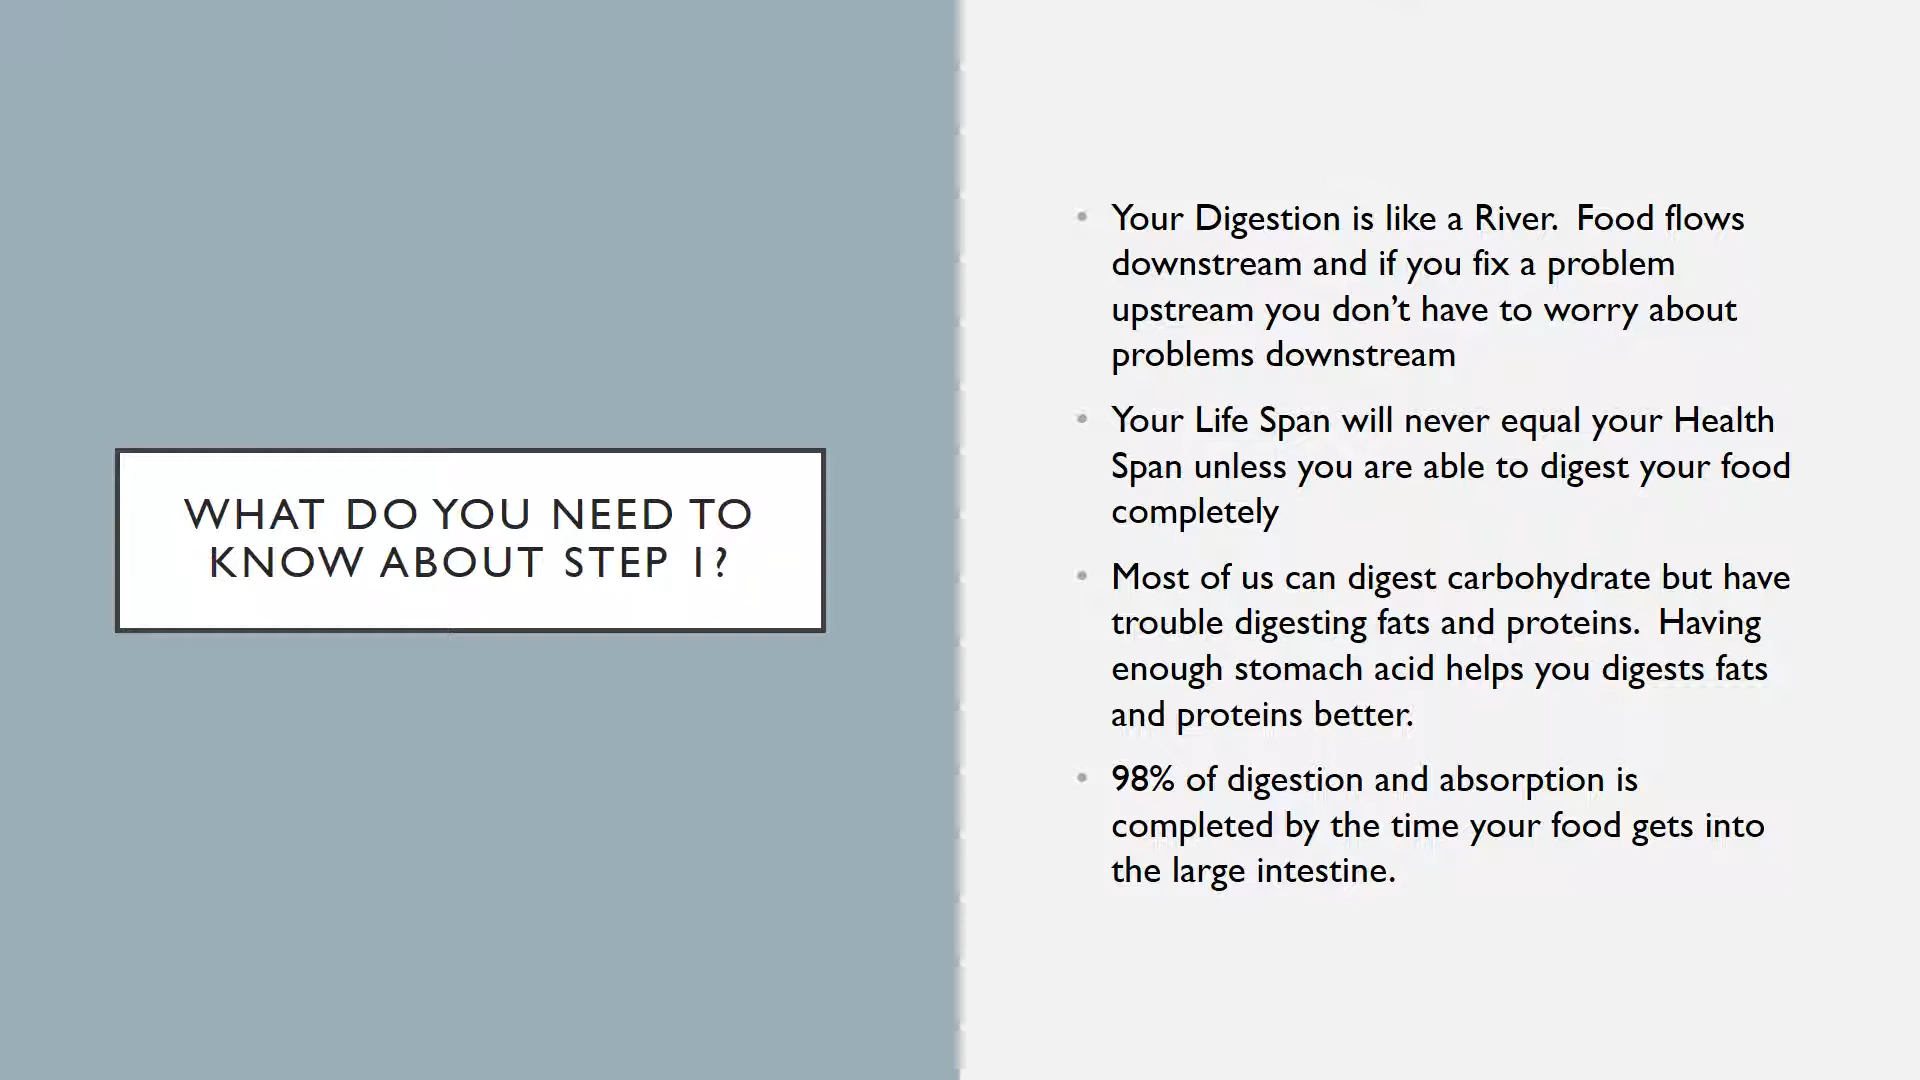 WHAT DO YOU NEED TO
KNOW ABOUT STEP 1?
• Your Digestion is like a River.  Food flows
downstream and if you fix a problem
upstream you don’t have to worry about
problems downstream
• Your Life Span will never equal your Health
Span unless you are able to digest your food
completely
• Most of us can digest carbohydrate but have
trouble digesting fats and proteins.  Having
enough stomach acid helps you digests fats
and proteins better.
• 98% of digestion and absorption is
completed by the time your food gets into
the large intestine.